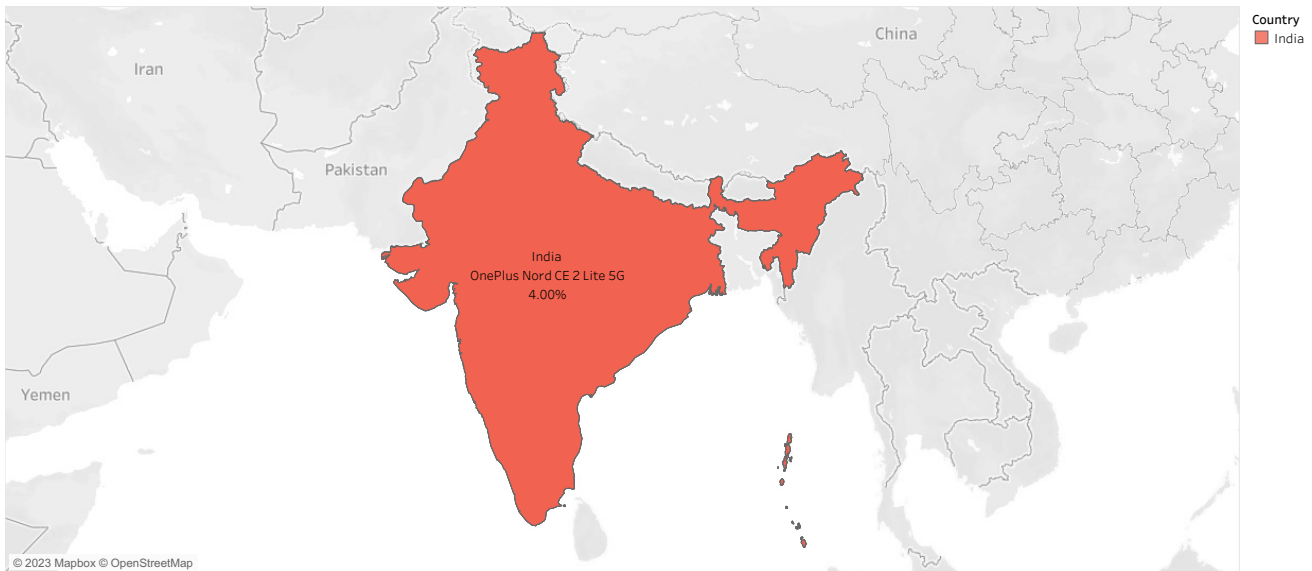 Iran
China
Pakistan
Yemen
India
OnePlus Nord CE 2 Lite 5G
4.00%
Country
India
© 2023 Mapbox © OpenStreetMap